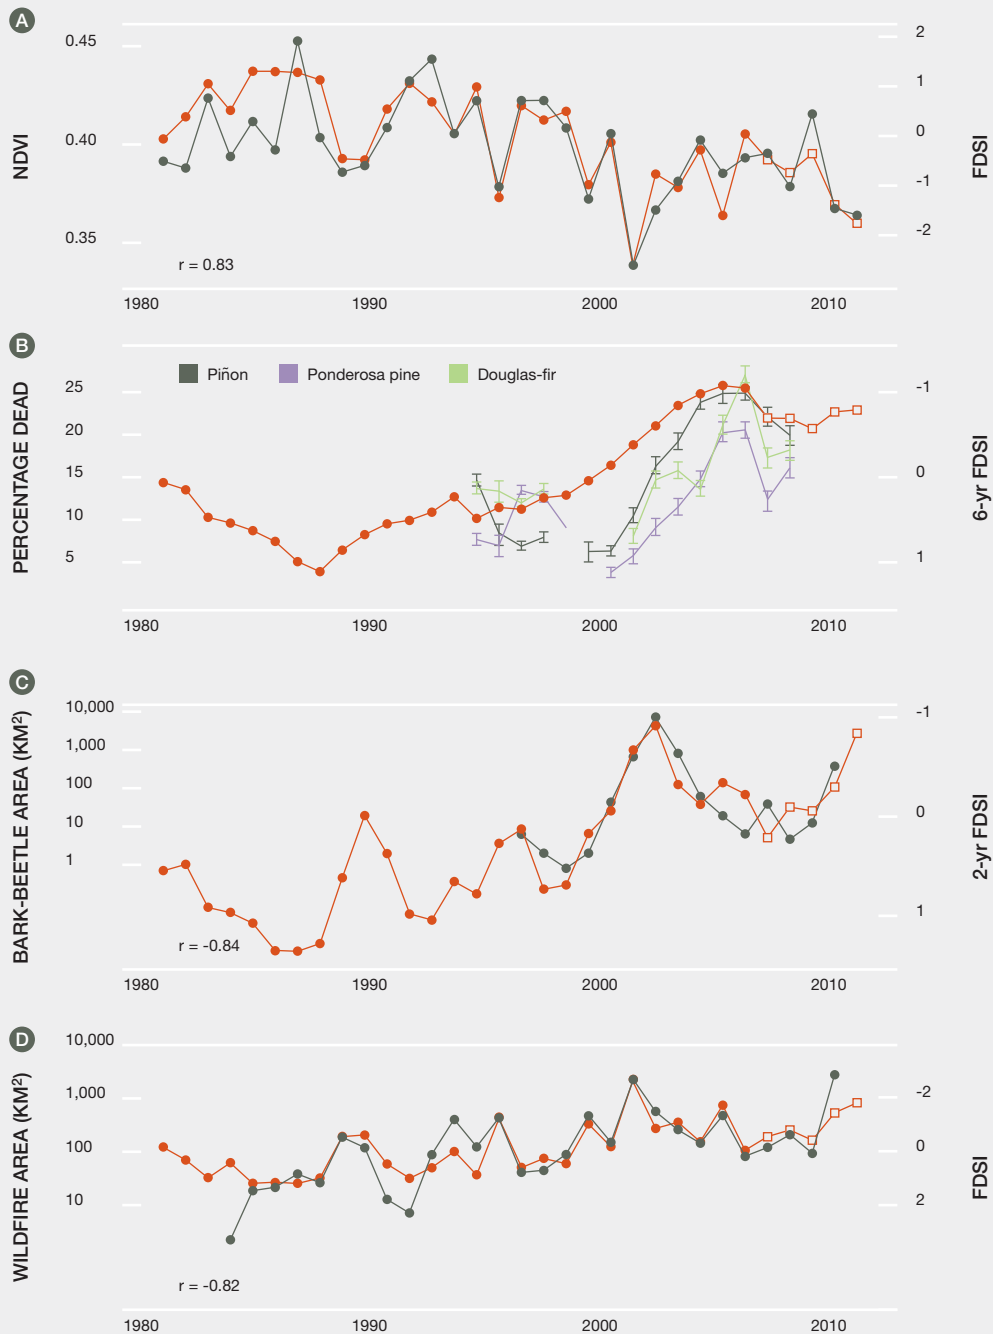 A
0.45
0.40
0.35
NDVI
2
1
0
-1
-2
FDSI
r = 0.83
1980 1990 2000 2010
B
Piñon Ponderosa pine Douglas-fir
25
20
15
10
5
PERCENTAGE DEAD
-1
0
1
6-yr FDSI
1980 1990 2000 2010
C
10,000
1,000
100
10
1
BARK-BEETLE AREA (KM²)
-1
0
1
2-yr FDSI
r = -0.84
1980 1990 2000 2010
D
10,000
1,000
100
10
WILDFIRE AREA (KM²)
-2
0
2
FDSI
r = -0.82
1980 1990 2000 2010